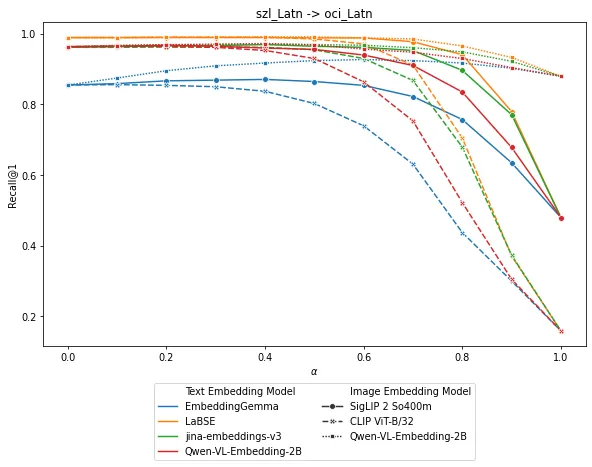 szl_Latn -> oci_Latn
Recall@1
1.0
0.8
0.6
0.4
0.2
0.0 0.2 0.4 0.6 0.8 1.0
α
Text Embedding Model Image Embedding Model
EmbeddingGemma SigLIP 2 So400m
LaBSE CLIP ViT-B/32
jina-embeddings-v3 Qwen-VL-Embedding-2B
Qwen-VL-Embedding-2B